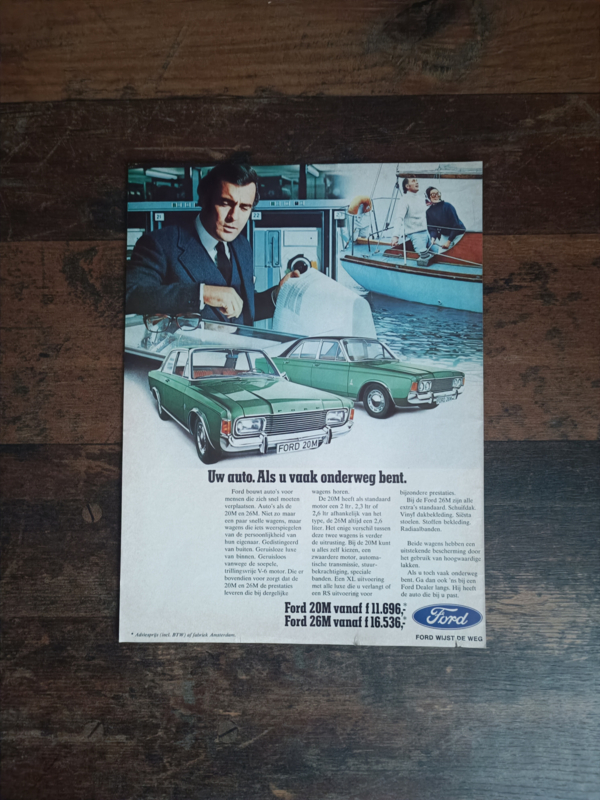 FORD 20M
Uw auto. Als u vaak onderweg bent.
Ford bouwt auto's voor
mensen die zich snel moeten
verplaatsen. Auto's als de
20M en 26M. Niet zo maar
een paar snelle wagens, maar
wagens die iets weerspiegelen
van de persoonlijkheid van
hun eigenaar. Gedistingeerd
van buiten. Geruisloze luxe
van binnen. Geruisloos
vanwege de soepele,
trillingsvrije V-6 motor. Die er
bovendien voor zorgt dat de
20M en 26M de prestaties
leveren die bij dergelijke
wagens horen.
De 20M heeft als standaard
motor een 2 ltr. 2,3 ltr of
2,6 ltr afhankelijk van het
type, de 26M altijd een 2,6
liter. Het enige verschil tussen
deze twee wagens is verder
de uitrusting. Bij de 20M kunt
u alles zelf kiezen, een
zwaardere motor, automa-
tische transmissie, stuur-
bekrachtiging, speciale
banden. Een XL uitvoering
met alle luxe die u verlangt of
een RS uitvoering voor
bijzondere prestaties.
Bij de Ford 26M zijn alle
extra's standaard. Schuifdak.
Vinyl dakbekleding.
stoelen. Stoffen bekleding.
Radiaalbanden.
Beide wagens hebben een
uitstekende bescherming door
het gebruik van hoogwaardige
lakken.
Als u toch vaak onderweg
bent. Ga dan ook 'ns bij een
Ford Dealer langs. Hij heeft
de auto die bij u past.
Ford 20M vanaf f 11.696,-*
Ford 26M vanaf f 16.536,-*
Ford
FORD WIJST DE WEG
* Adviesprijs (incl. BTW) af fabriek Amsterdam.